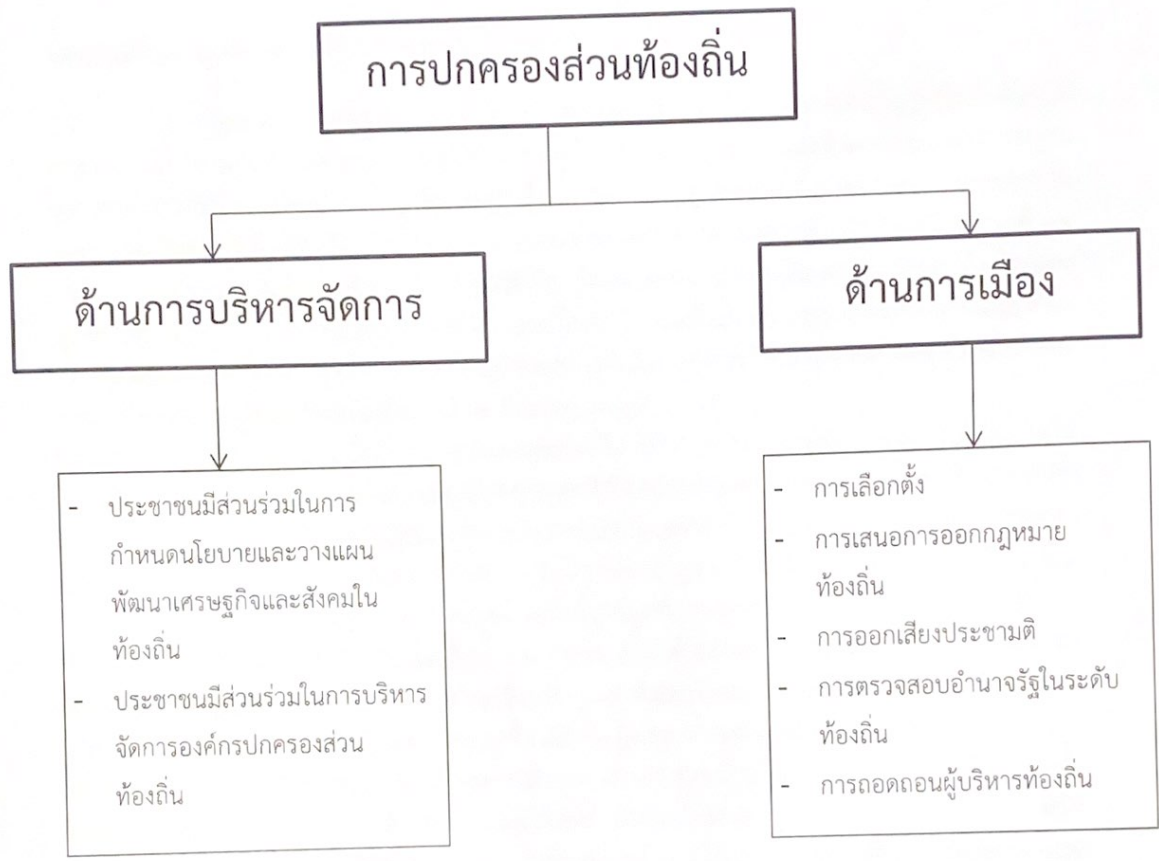 การปกครองส่วนท้องถิ่น
ด้านการบริหารจัดการ
ด้านการเมือง
- ประชาชนมีส่วนร่วมในการ
กำหนดนโยบายและวางแผน
พัฒนาเศรษฐกิจและสังคมใน
ท้องถิ่น
- ประชาชนมีส่วนร่วมในการบริหาร
จัดการองค์กรปกครองส่วน
ท้องถิ่น
- การเลือกตั้ง
- การเสนอการออกกฎหมาย
ท้องถิ่น
- การออกเสียงประชามติ
- การตรวจสอบอำนาจรัฐในระดับ
ท้องถิ่น
- การถอดถอนผู้บริหารท้องถิ่น